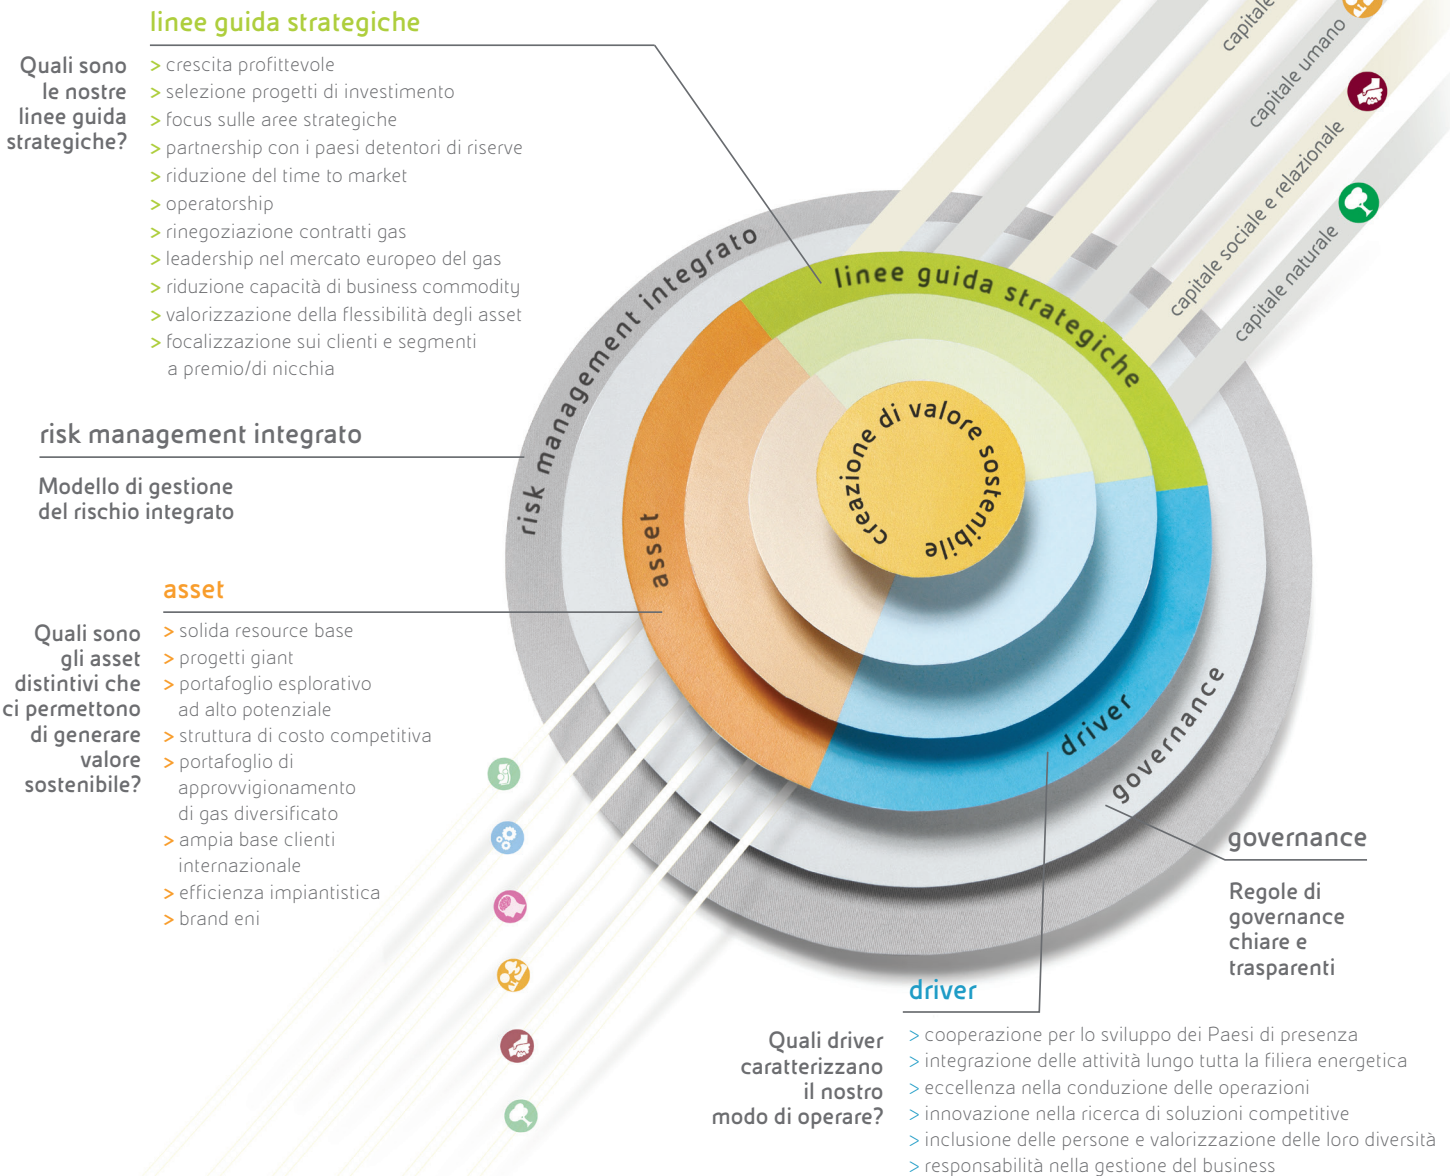 linee guida strategiche
Quali sono
le nostre
linee guida
strategiche?
> crescita profittevole
> selezione progetti di investimento
> focus sulle aree strategiche
> partnership con i paesi detentori di riserve
> riduzione del time to market
> operatorship
> rinegoziazione contratti gas
> leadership nel mercato europeo del gas
> riduzione capacità di business commodity
> valorizzazione della flessibilità degli asset
> focalizzazione sui clienti e segmenti
a premio/di nicchia
capitale
capitale umano
capitale sociale e relazionale
capitale naturale
risk management integrato
linee guida strategiche
creazione di valore sostenibile
asset
driver
governance
risk management integrato
Modello di gestione
del rischio integrato
asset
Quali sono
gli asset
distintivi che
ci permettono
di generare
valore
sostenibile?
> solida resource base
> progetti giant
> portafoglio esplorativo
ad alto potenziale
> struttura di costo competitiva
> portafoglio di
approvvigionamento
di gas diversificato
> ampia base clienti
internazionale
> efficienza impiantistica
> brand eni
governance
Regole di
governance
chiare e
trasparenti
driver
Quali driver
caratterizzano
il nostro
modo di operare?
> cooperazione per lo sviluppo dei Paesi di presenza
> integrazione delle attività lungo tutta la filiera energetica
> eccellenza nella conduzione delle operazioni
> innovazione nella ricerca di soluzioni competitive
> inclusione delle persone e valorizzazione delle loro diversità
> responsabilità nella gestione del business